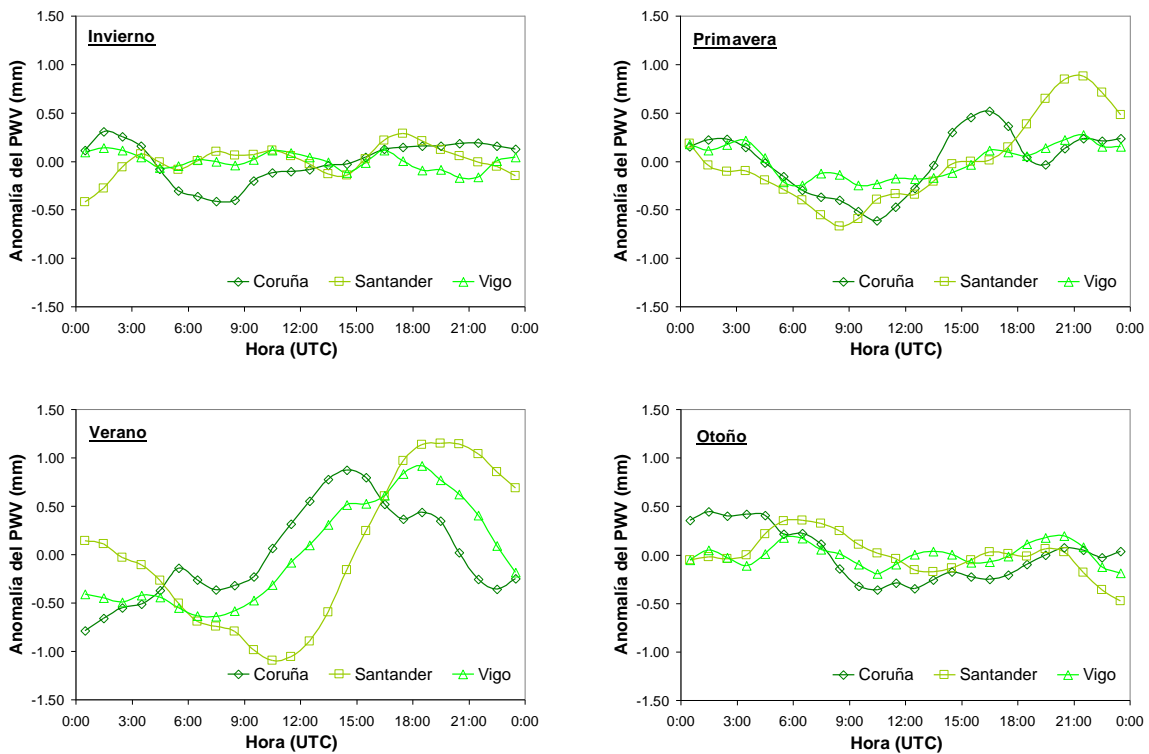 Invierno
Anomalía del PWV (mm)
1.50
1.00
0.50
0.00
-0.50
-1.00
-1.50
Coruña Santander Vigo
0:00 3:00 6:00 9:00 12:00 15:00 18:00 21:00 0:00
Hora (UTC)
Primavera
Anomalía del PWV (mm)
1.50
1.00
0.50
0.00
-0.50
-1.00
-1.50
Coruña Santander Vigo
0:00 3:00 6:00 9:00 12:00 15:00 18:00 21:00 0:00
Hora (UTC)
Verano
Anomalía del PWV (mm)
1.50
1.00
0.50
0.00
-0.50
-1.00
-1.50
Coruña Santander Vigo
0:00 3:00 6:00 9:00 12:00 15:00 18:00 21:00 0:00
Hora (UTC)
Otoño
Anomalía del PWV (mm)
1.50
1.00
0.50
0.00
-0.50
-1.00
-1.50
Coruña Santander Vigo
0:00 3:00 6:00 9:00 12:00 15:00 18:00 21:00 0:00
Hora (UTC)